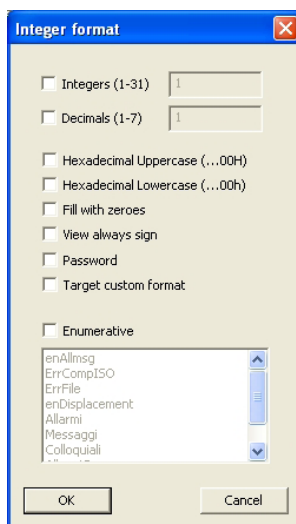 Integer format
Integers (1-31) 1
Decimals (1-7) 1
Hexadecimal Uppercase (...00H)
Hexadecimal Lowercase (...00h)
Fill with zeroes
View always sign
Password
Target custom format
Enumerative
enAllmsg
ErrCompISO
ErrFile
enDisplacement
Allarmi
Messaggi
Colloquiali
OK Cancel